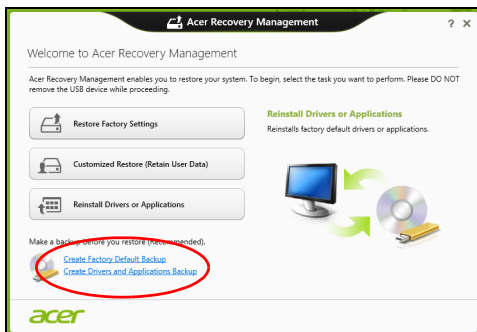 Acer Recovery Management
? X
Welcome to Acer Recovery Management
Acer Recovery Management enables you to restore your system. To begin, select the task you want to perform. Please DO NOT
remove the USB device while proceeding.
Restore Factory Settings
Customized Restore (Retain User Data)
Reinstall Drivers or Applications
Reinstall Drivers or Applications
Reinstalls factory default drivers or applications.
Make a backup before you restore (Recommended).
Create Factory Default Backup
Create Drivers and Applications Backup
acer